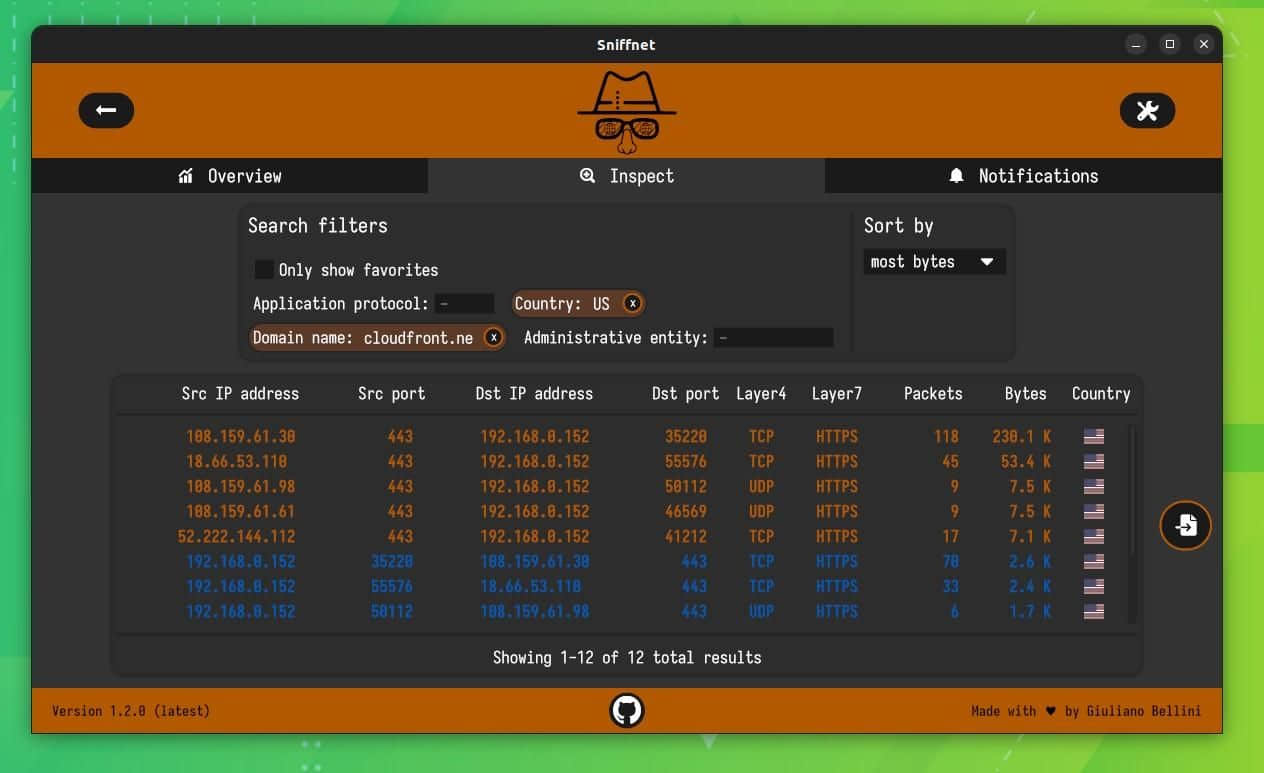 Sniffnet
Overview Inspect Notifications
Search filters Sort by
Only show favorites most bytes
Application protocol: - Country: US x
Domain name: cloudfront.ne x Administrative entity: -
Src IP address Src port Dst IP address Dst port Layer4 Layer7 Packets Bytes Country
108.159.61.30 443 192.168.0.152 35220 TCP HTTPS 118 230.1 K
18.66.53.110 443 192.168.0.152 55576 TCP HTTPS 45 53.4 K
108.159.61.98 443 192.168.0.152 50112 UDP HTTPS 9 7.5 K
108.159.61.61 443 192.168.0.152 46569 UDP HTTPS 9 7.5 K
52.222.144.112 443 192.168.0.152 41212 TCP HTTPS 17 7.1 K
192.168.0.152 35220 108.159.61.30 443 TCP HTTPS 70 2.6 K
192.168.0.152 55576 18.66.53.110 443 TCP HTTPS 33 2.4 K
192.168.0.152 50112 108.159.61.98 443 UDP HTTPS 6 1.7 K
Showing 1-12 of 12 total results
Version 1.2.0 (latest) Made with ♥ by Giuliano Bellini